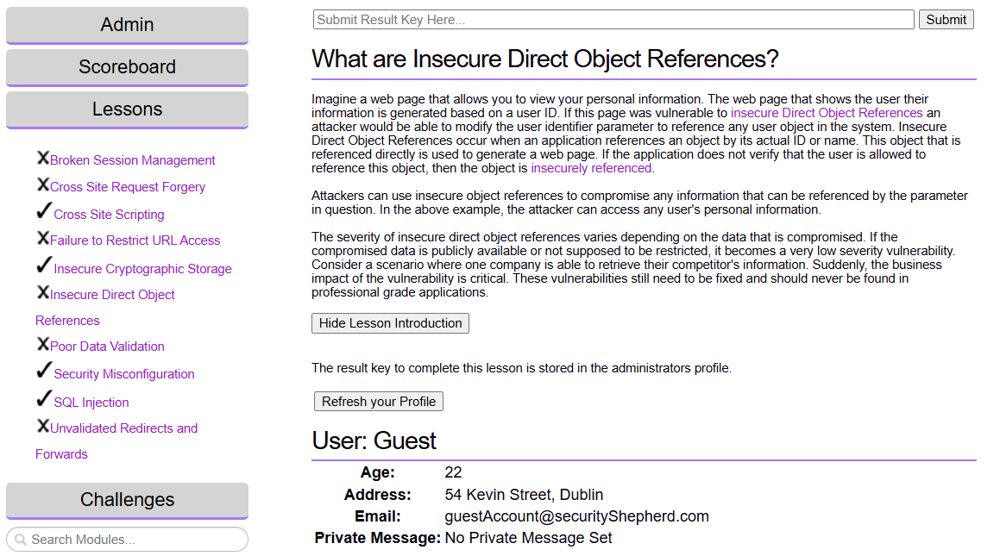 Admin
Scoreboard
Lessons
Broken Session Management
Cross Site Request Forgery
Cross Site Scripting
Failure to Restrict URL Access
Insecure Cryptographic Storage
Insecure Direct Object
References
Poor Data Validation
Security Misconfiguration
SQL Injection
Unvalidated Redirects and
Forwards
Challenges
Search Modules...
Submit Result Key Here...
Submit
What are Insecure Direct Object References?
Imagine a web page that allows you to view your personal information. The web page that shows the user their
information is generated based on a user ID. If this page was vulnerable to insecure Direct Object References an
attacker would be able to modify the user identifier parameter to reference any user object in the system. Insecure
Direct Object References occur when an application references an object by its actual ID or name. This object that is
referenced directly is used to generate a web page. If the application does not verify that the user is allowed to
reference this object, then the object is insecurely referenced.
Attackers can use insecure object references to compromise any information that can be referenced by the parameter
in question. In the above example, the attacker can access any user's personal information.
The severity of insecure direct object references varies depending on the data that is compromised. If the
compromised data is publicly available or not supposed to be restricted, it becomes a very low severity vulnerability.
Consider a scenario where one company is able to retrieve their competitor's information. Suddenly, the business
impact of the vulnerability is critical. These vulnerabilities still need to be fixed and should never be found in
professional grade applications.
Hide Lesson Introduction
The result key to complete this lesson is stored in the administrators profile.
Refresh your Profile
User: Guest
Age: 22
Address: 54 Kevin Street, Dublin
Email: guestAccount@securityShepherd.com
Private Message: No Private Message Set